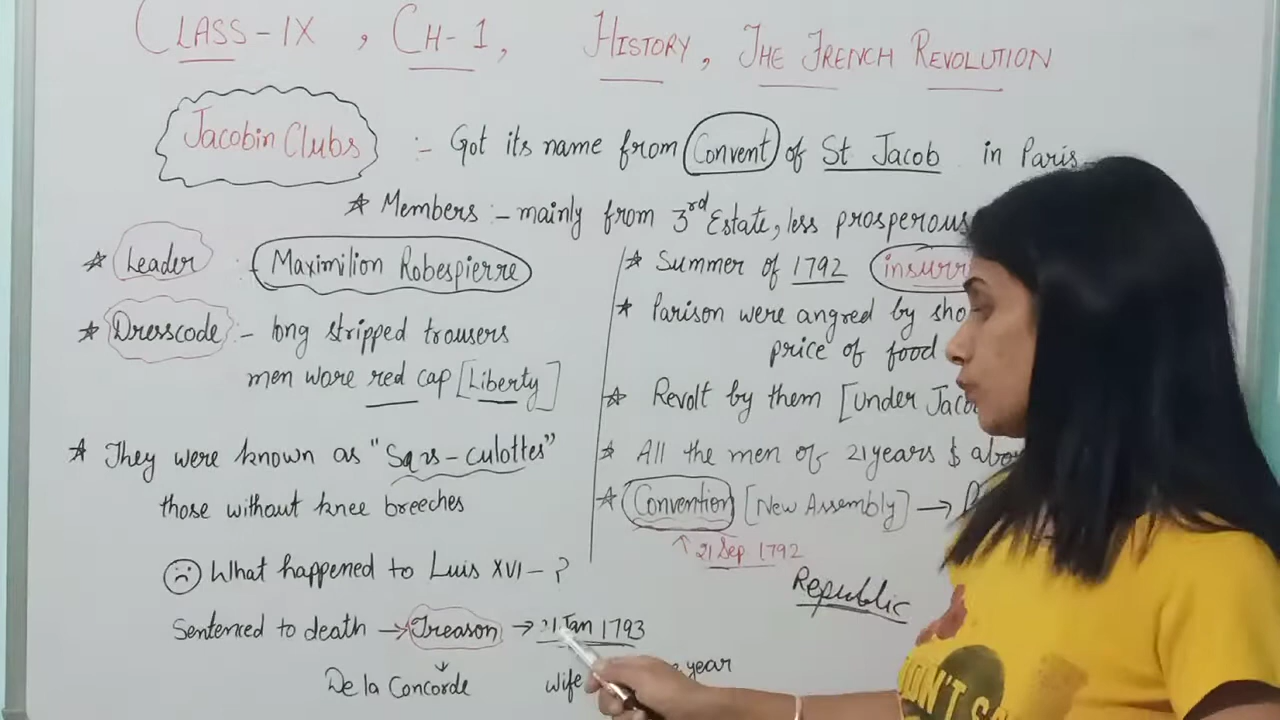 CLASS-IX, CH-1, HISTORY, THE FRENCH REVOLUTION
Jacobin Clubs :- Got its name from Convent of St Jacob in Paris
* Members :- mainly from 3rd Estate, less prosperous
* Leader : Maximilion Robespierre
* Dresscode :- long stripped trousers
men wore red cap [Liberty]
* They were known as "Sans-culottes"
those without knee breeches
* Summer of 1792
* Parison were angred by
price of food
* Revolt by them [under
* All the men of 21 years &
* Convention [New Assembly] →
↑ 21 Sep 1792
Republic
What happened to Luis XVI - ?
Sentenced to death → Treason → 21 Jan 1793
De la Concorde
wife year
DON'T